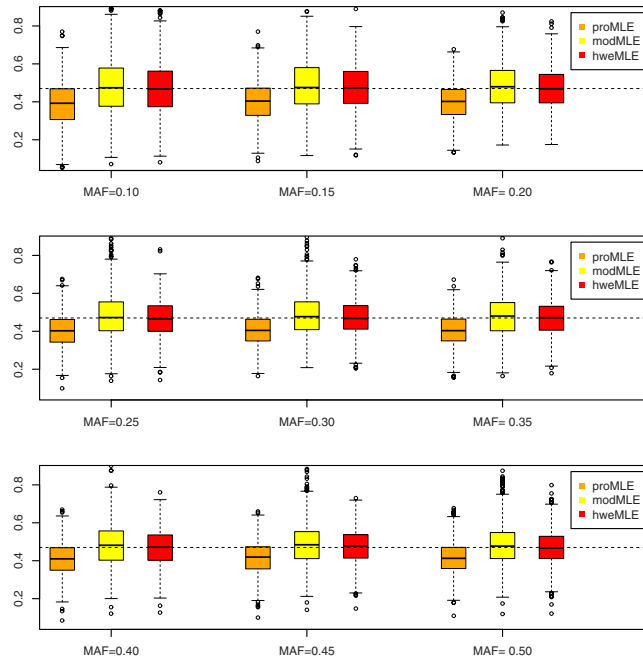 0.8
0.6
0.4
0.2
proMLE
modMLE
hweMLE
MAF=0.10
MAF=0.15
MAF=0.20
0.8
0.6
0.4
0.2
proMLE
modMLE
hweMLE
MAF=0.25
MAF=0.30
MAF=0.35
0.8
0.6
0.4
0.2
proMLE
modMLE
hweMLE
MAF=0.40
MAF=0.45
MAF=0.50